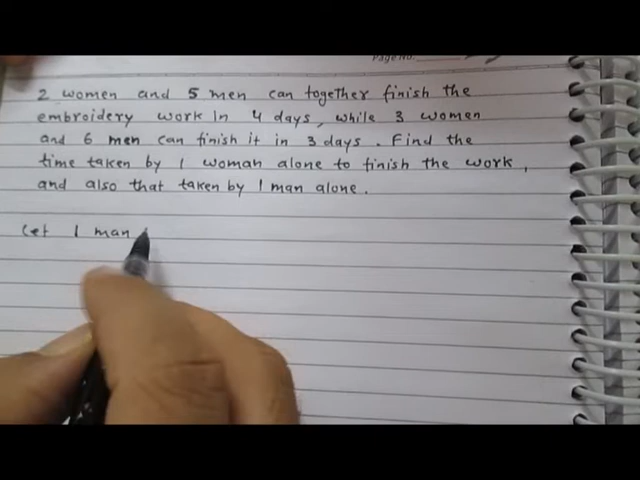 Page No.
2 women and 5 men can together finish the
embroidery work in 4 days, while 3 women
and 6 men can finish it in 3 days. Find the
time taken by 1 woman alone to finish the work,
and also that taken by 1 man alone.
Let 1 man